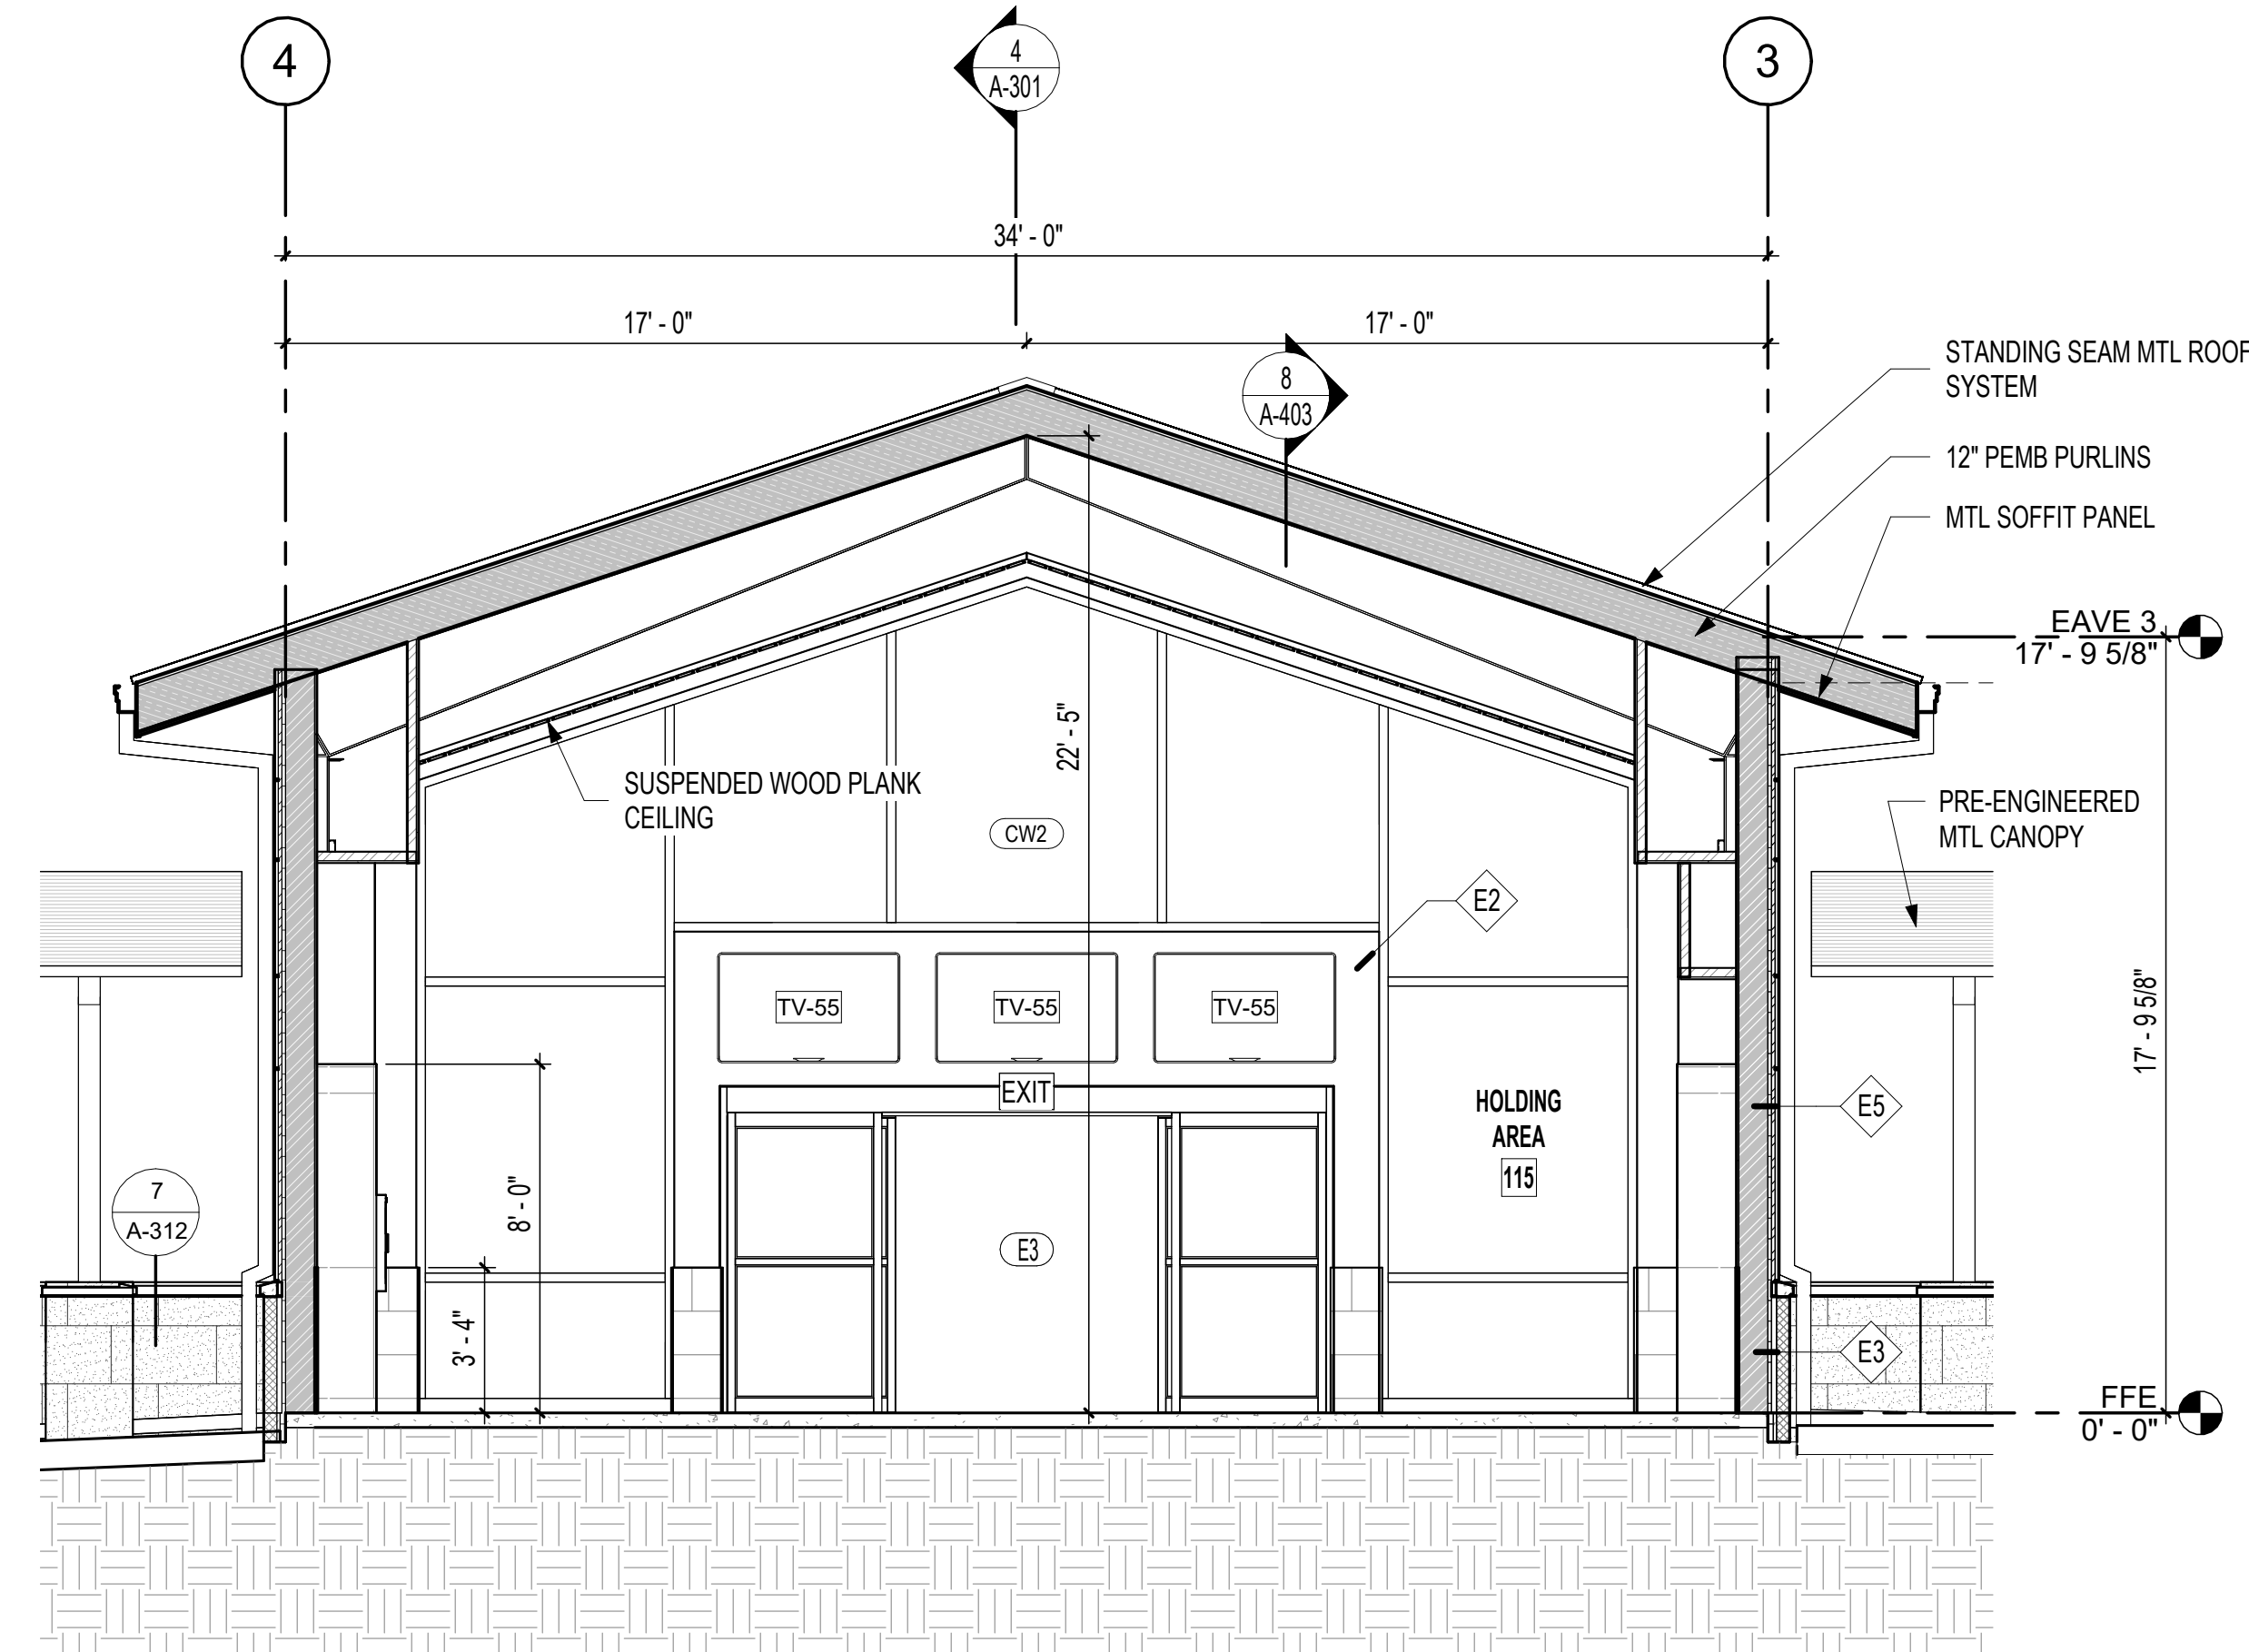 4
4
A-301
3
34' - 0"
17' - 0"
17' - 0"
8
A-403
STANDING SEAM MTL ROOF
SYSTEM
12" PEMB PURLINS
MTL SOFFIT PANEL
EAVE 3
17' - 9 5/8"
22' - 5"
SUSPENDED WOOD PLANK
CEILING
CW2
PRE-ENGINEERED
MTL CANOPY
E2
TV-55
TV-55
TV-55
17' - 9 5/8"
EXIT
HOLDING
AREA
115
E5
8' - 0"
7
A-312
E3
3' - 4"
E3
FFE
0' - 0"